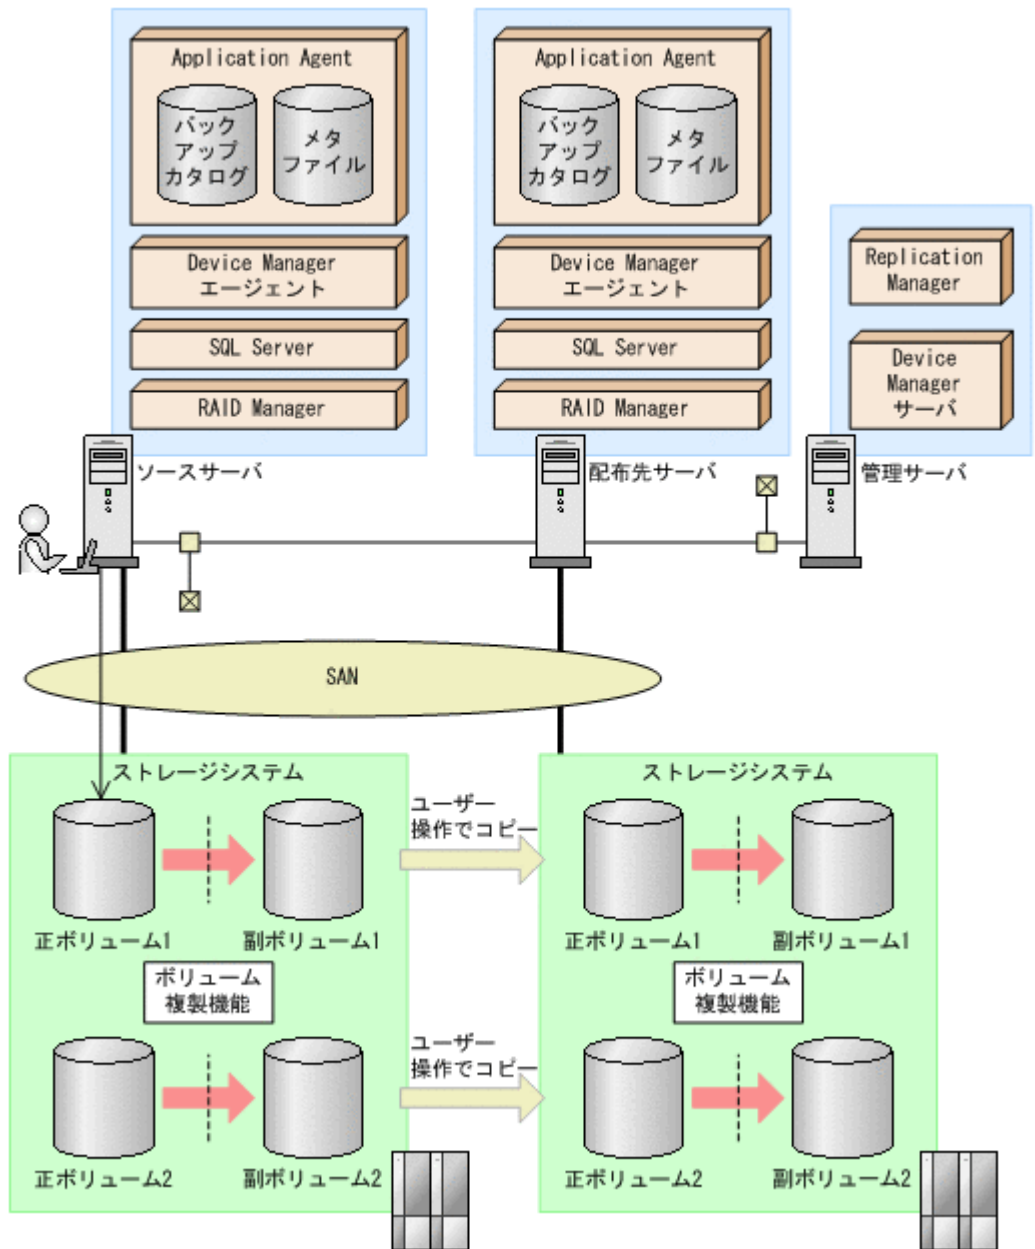 Application Agent
バック
アップ
カタログ
メタ
ファイル
Device Manager
エージェント
SQL Server
RAID Manager
ソースサーバ
Application Agent
バック
アップ
カタログ
メタ
ファイル
Device Manager
エージェント
SQL Server
RAID Manager
配布先サーバ
Replication
Manager
Device
Manager
サーバ
管理サーバ
SAN
ストレージシステム
正ボリューム1
副ボリューム1
ボリューム
複製機能
正ボリューム2
副ボリューム2
ユーザー
操作でコピー
ユーザー
操作でコピー
ストレージシステム
正ボリューム1
副ボリューム1
ボリューム
複製機能
正ボリューム2
副ボリューム2